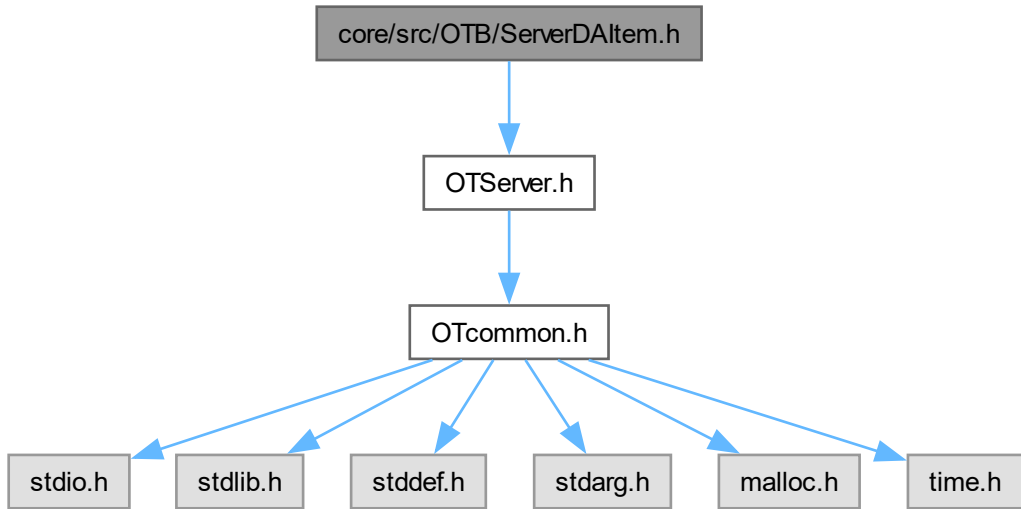 core/src/OTB/ServerDAItem.h
OTServer.h
OTcommon.h
stdio.h
stdlib.h
stddef.h
stdarg.h
malloc.h
time.h